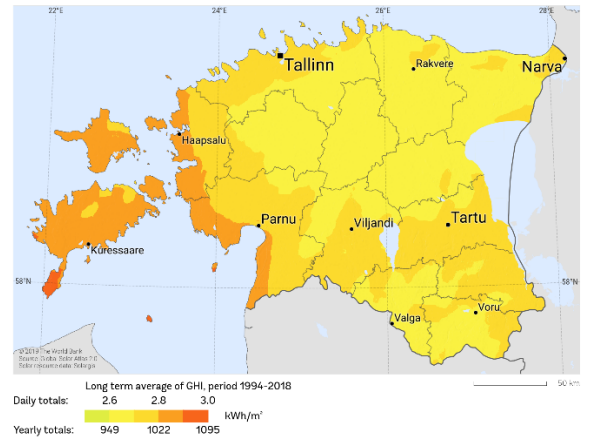 22°E 24°E 26°E 28°E
Tallinn
Rakvere
Narva
Haapsalu
Parnu
Viljandi
Tartu
Kuressaare
58°N 58°N
Voru
Valga
© 2019 The World Bank
Source: Global Solar Atlas 2.0
Solar resource data: Solargis
50 km
Long term average of GHI, period 1994-2018
Daily totals: 2.6 2.8 3.0
kWh/m²
Yearly totals: 949 1022 1095